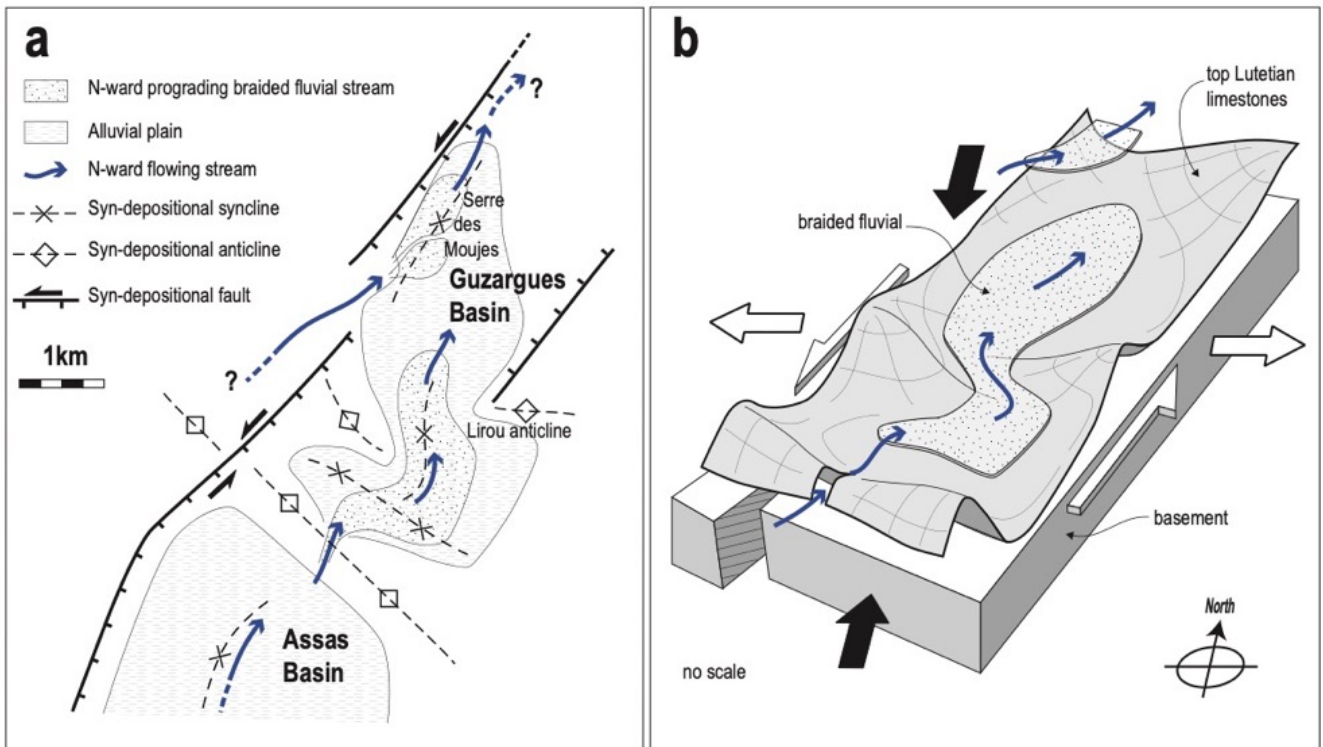 a
N-ward prograding braided fluvial stream
Alluvial plain
N-ward flowing stream
Syn-depositional syncline
Syn-depositional anticline
Syn-depositional fault
1km
?
?
Serre
des
Moujes
Guzargues
Basin
Lirou anticline
Assas
Basin
b
top Lutetian
limestones
braided fluvial
basement
North
no scale